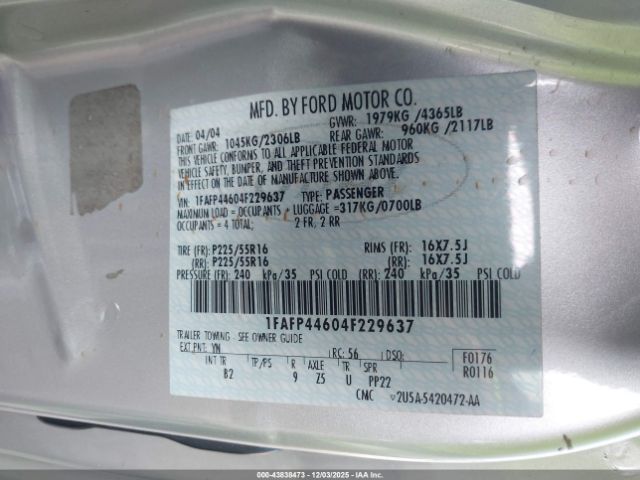 MFD. BY FORD MOTOR CO.
DATE: 04/04 GVWR: 1979KG /4365LB
FRONT GAWR: 1045KG/2306LB REAR GAWR: 960KG /2117LB
THIS VEHICLE CONFORMS TO ALL APPLICABLE FEDERAL MOTOR
VEHICLE SAFETY, BUMPER, AND THEFT PREVENTION STANDARDS
IN EFFECT ON THE DATE OF MANUFACTURE SHOWN ABOVE.
VIN: 1FAFP44604F229637 TYPE: PASSENGER
MAXIMUM LOAD = OCCUPANTS + LUGGAGE =317KG/0700LB
OCCUPANTS = 4 TOTAL; 2 FR, 2 RR
TIRE (FR): P225/55R16 RIMS (FR): 16X7.5J
(RR): P225/55R16 (RR): 16X7.5J
PRESSURE (FR): 240 kPa/35 PSI COLD (RR): 240 kPa/35 PSI COLD
1FAFP44604F229637
TRAILER TOWING - SEE OWNER GUIDE
EXT PNT: YN RC: 56 DSO: F0176
INT TR TP/PS R AXLE TR SPR R0116
B2 9 Z5 U PP22
CMC 2U5A-5420472-AA
000-43838473 | 12/03/2025 - IAA, Inc.